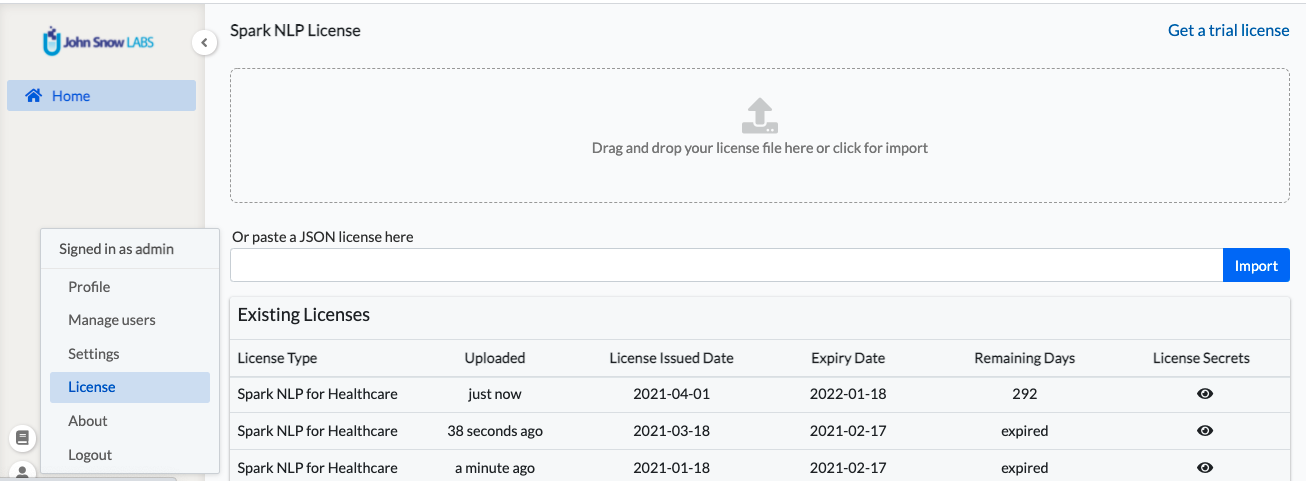 John Snow LABS
Spark NLP License
Get a trial license
Home
Drag and drop your license file here or click for import
Signed in as admin
Profile
Manage users
Settings
License
About
Logout
Or paste a JSON license here
Import
Existing Licenses
License Type Uploaded License Issued Date Expiry Date Remaining Days License Secrets
Spark NLP for Healthcare just now 2021-04-01 2022-01-18 292
Spark NLP for Healthcare 38 seconds ago 2021-03-18 2021-02-17 expired
Spark NLP for Healthcare a minute ago 2021-01-18 2021-02-17 expired